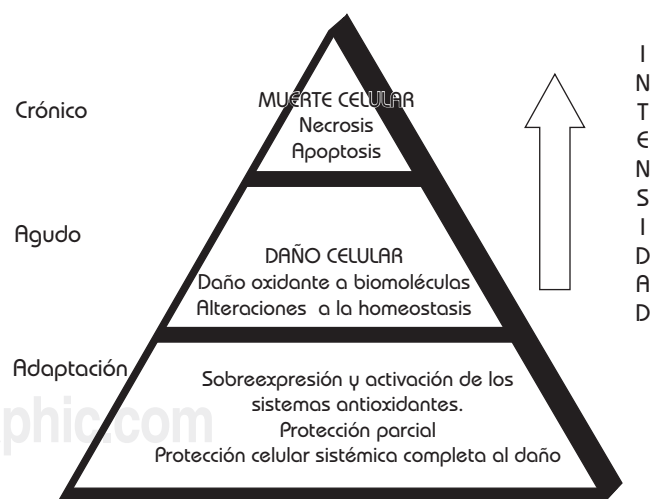 Crónico
MUERTE CELULAR
Necrosis
Apoptosis
Agudo
DAÑO CELULAR
Daño oxidante a biomoléculas
Alteraciones a la homeostasis
Adaptación
Sobreexpresión y activación de los
sistemas antioxidantes.
Protección parcial
Protección celular sistémica completa al daño
INTENSIDAD
phic.com